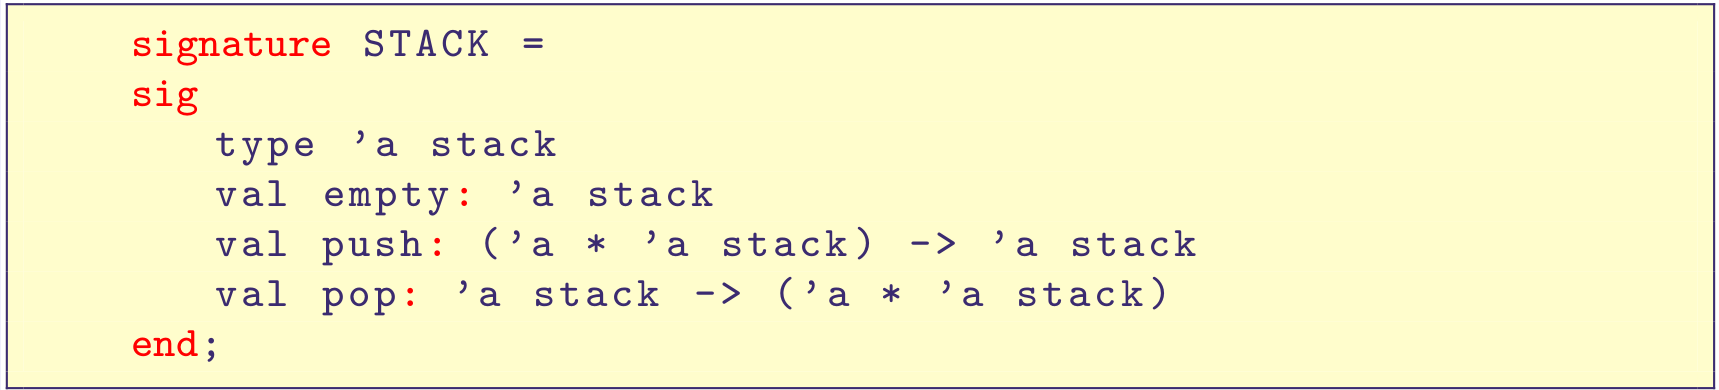 signature STACK =
sig
type ’a stack
val empty: ’a stack
val push: (’a * ’a stack) -> ’a stack
val pop: ’a stack -> (’a * ’a stack)
end;